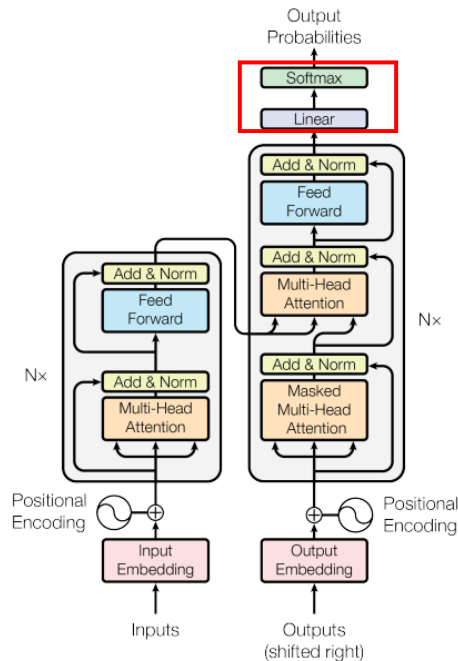 Output
Probabilities
Softmax
Linear
Add & Norm
Feed
Forward
Add & Norm
Multi-Head
Attention
Add & Norm
Masked
Multi-Head
Attention
Nx
Positional
Encoding
Output
Embedding
Outputs
(shifted right)
Add & Norm
Feed
Forward
Nx
Add & Norm
Multi-Head
Attention
Positional
Encoding
Input
Embedding
Inputs